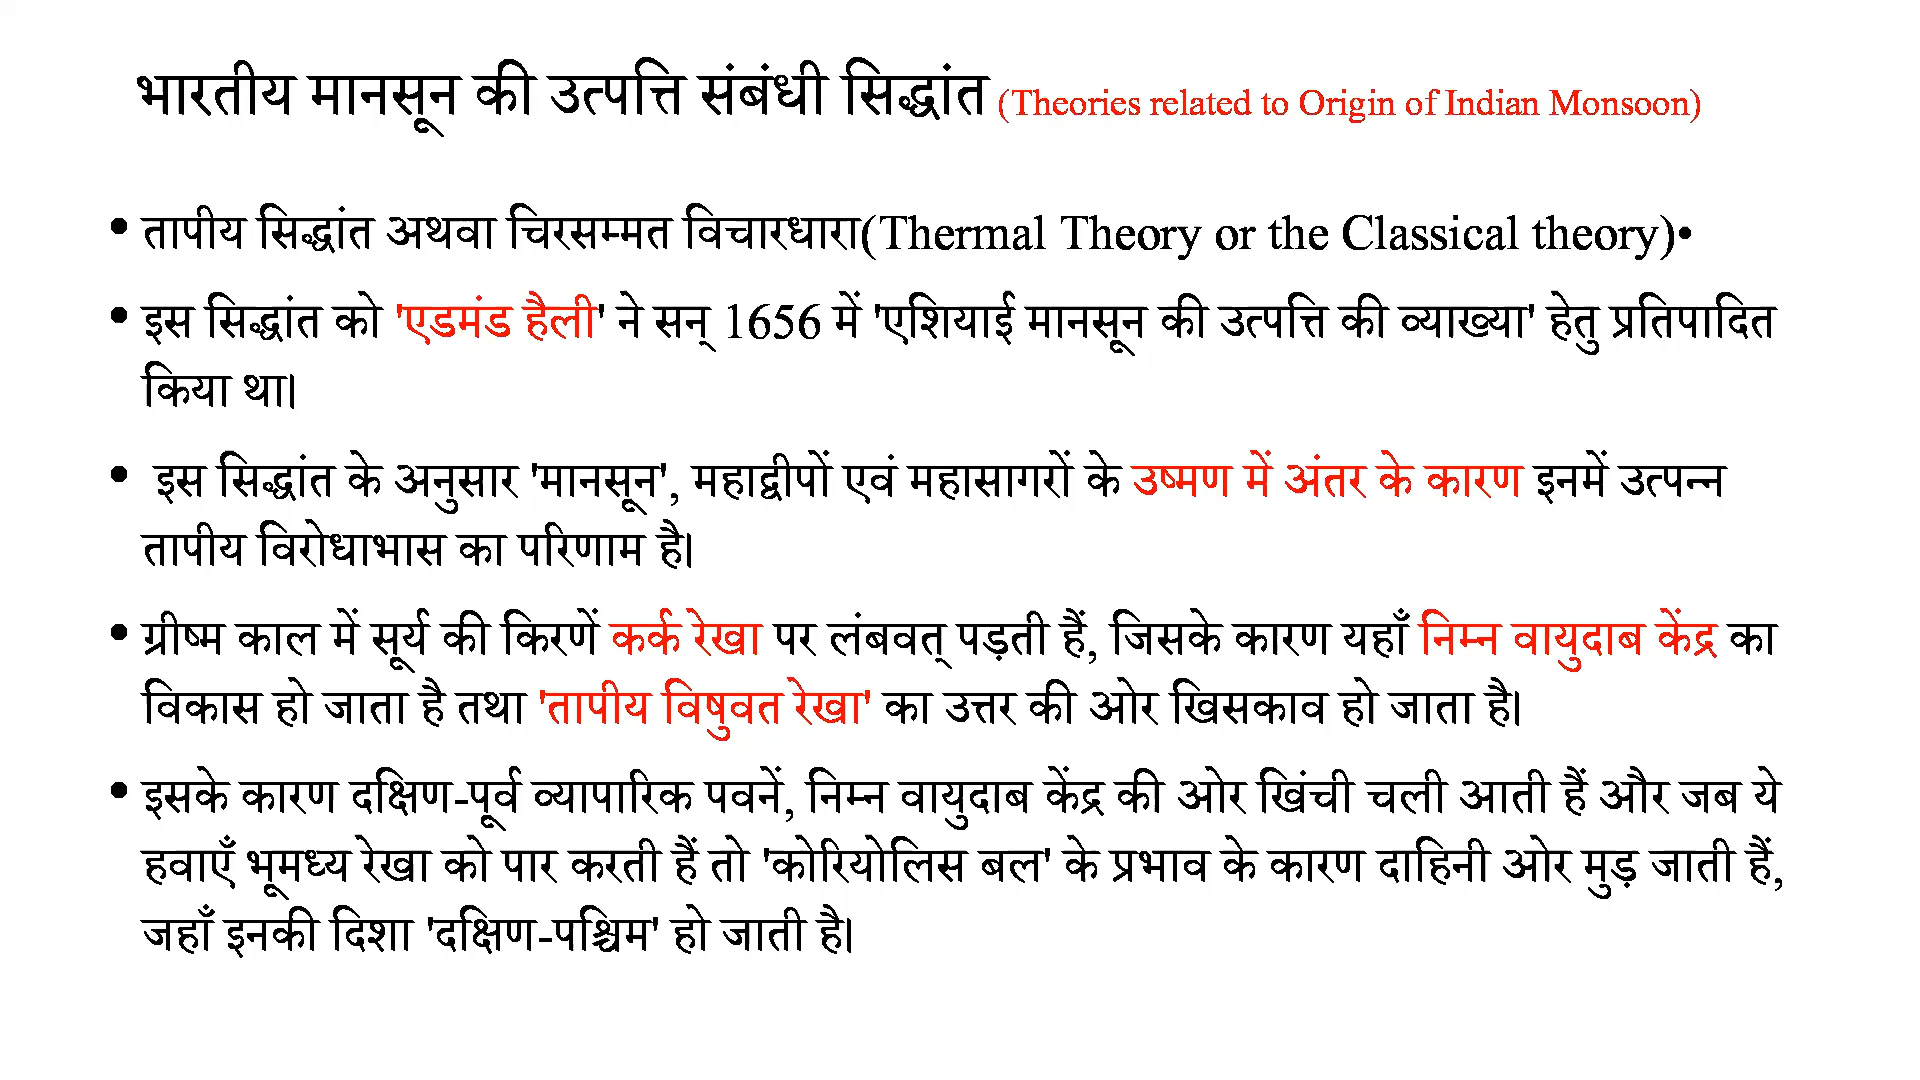 भारतीय मानसून की उत्पत्ति संबंधी सिद्धांत (Theories related to Origin of Indian Monsoon)
• तापीय सिद्धांत अथवा चिरसम्मत विचारधारा(Thermal Theory or the Classical theory)•
• इस सिद्धांत को 'एडमंड हैली' ने सन् 1656 में 'एशियाई मानसून की उत्पत्ति की व्याख्या' हेतु प्रतिपादित
किया था।
• इस सिद्धांत के अनुसार 'मानसून', महाद्वीपों एवं महासागरों के उष्मण में अंतर के कारण इनमें उत्पन्न
तापीय विरोधाभास का परिणाम है।
• ग्रीष्म काल में सूर्य की किरणें कर्क रेखा पर लंबवत् पड़ती हैं, जिसके कारण यहाँ निम्न वायुदाब केंद्र का
विकास हो जाता है तथा 'तापीय विषुवत रेखा' का उत्तर की ओर खिसकाव हो जाता है।
• इसके कारण दक्षिण-पूर्व व्यापारिक पवनें, निम्न वायुदाब केंद्र की ओर खिंची चली आती हैं और जब ये
हवाएँ भूमध्य रेखा को पार करती हैं तो 'कोरियोलिस बल' के प्रभाव के कारण दाहिनी ओर मुड़ जाती हैं,
जहाँ इनकी दिशा 'दक्षिण-पश्चिम' हो जाती है।